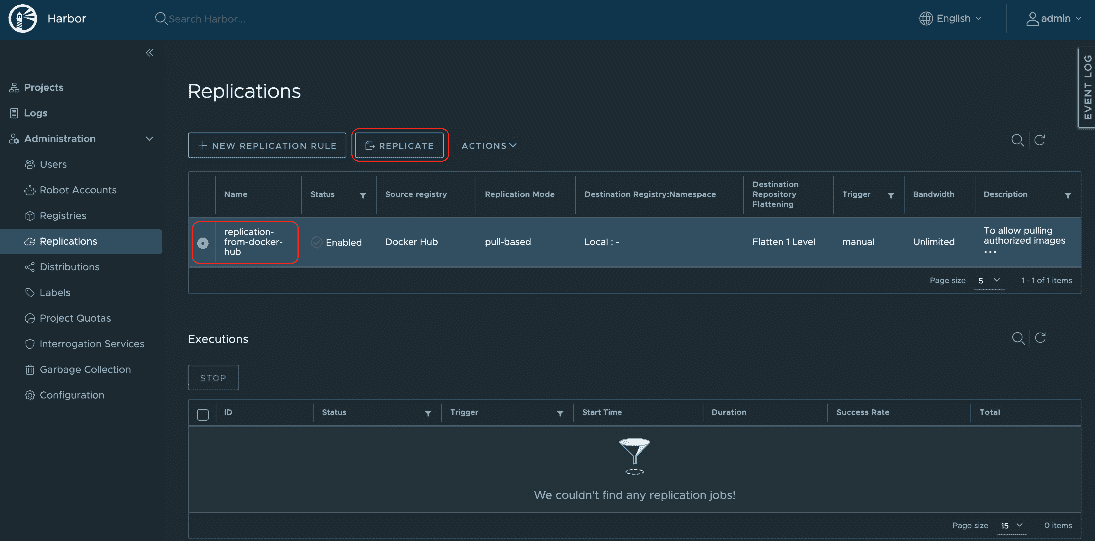 Harbor
Search Harbor...
English
admin
EVENT LOG
Projects
Logs
Administration
Users
Robot Accounts
Registries
Replications
Distributions
Labels
Project Quotas
Interrogation Services
Garbage Collection
Configuration
Replications
+ NEW REPLICATION RULE
REPLICATE
ACTIONS
Name
Status
Source registry
Replication Mode
Destination Registry:Namespace
Destination
Repository
Flattening
Trigger
Bandwidth
Description
replication-
from-docker-
hub
Enabled
Docker Hub
pull-based
Local : -
Flatten 1 Level
manual
Unlimited
To allow pulling
authorized images
•••
Page size 5 1 - 1 of 1 items
Executions
STOP
ID
Status
Trigger
Start Time
Duration
Success Rate
Total
We couldn't find any replication jobs!
Page size 15 0 items